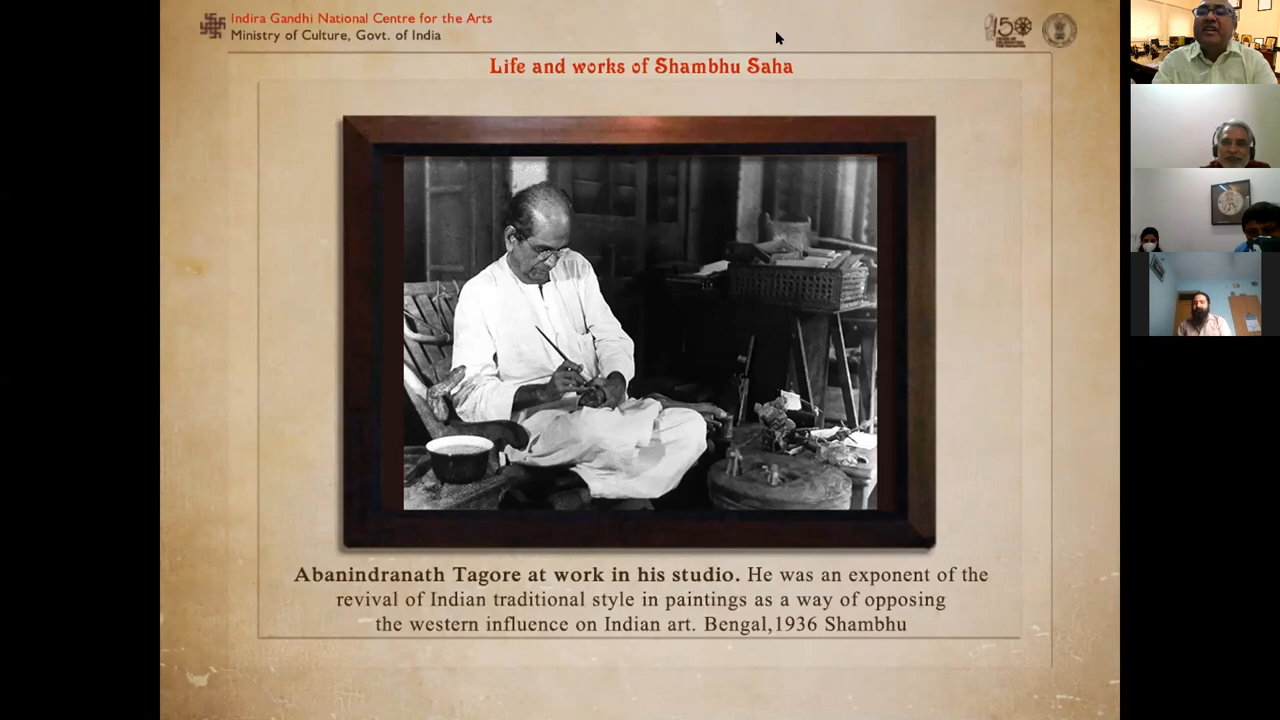 Indira Gandhi National Centre for the Arts
Ministry of Culture, Govt. of India
150
Life and works of Shambhu Saha
Abanindranath Tagore at work in his studio. He was an exponent of the
revival of Indian traditional style in paintings as a way of opposing
the western influence on Indian art. Bengal,1936 Shambhu